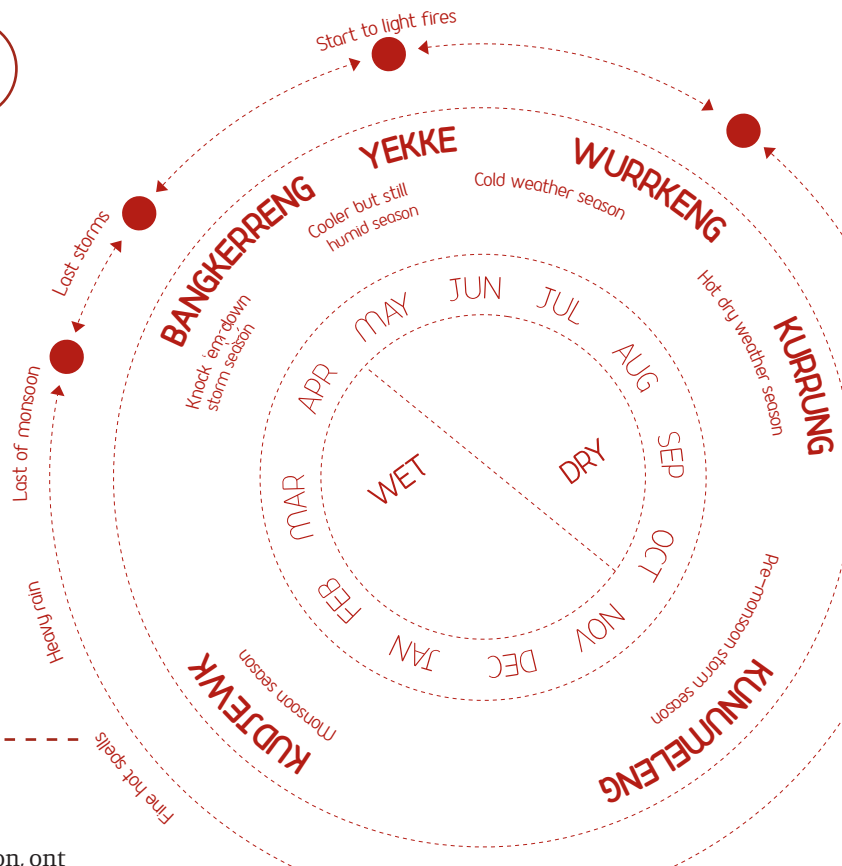 Start to light fires
Last storms
Last of monsoon
Heavy rain
Fine hot spells
YEKKE
Cooler but still
humid season
WURRKENG
Cold weather season
KURRUNG
Hot dry weather season
KUNUMELENG
Pre-monsoon storm season
KUDJEWK
Monsoon season
BANGKERRENG
Knock 'em down
storm season
JUN
JUL
AUG
SEP
OCT
NOV
DEC
JAN
FEB
MAR
APR
MAY
WET
DRY
on, ont